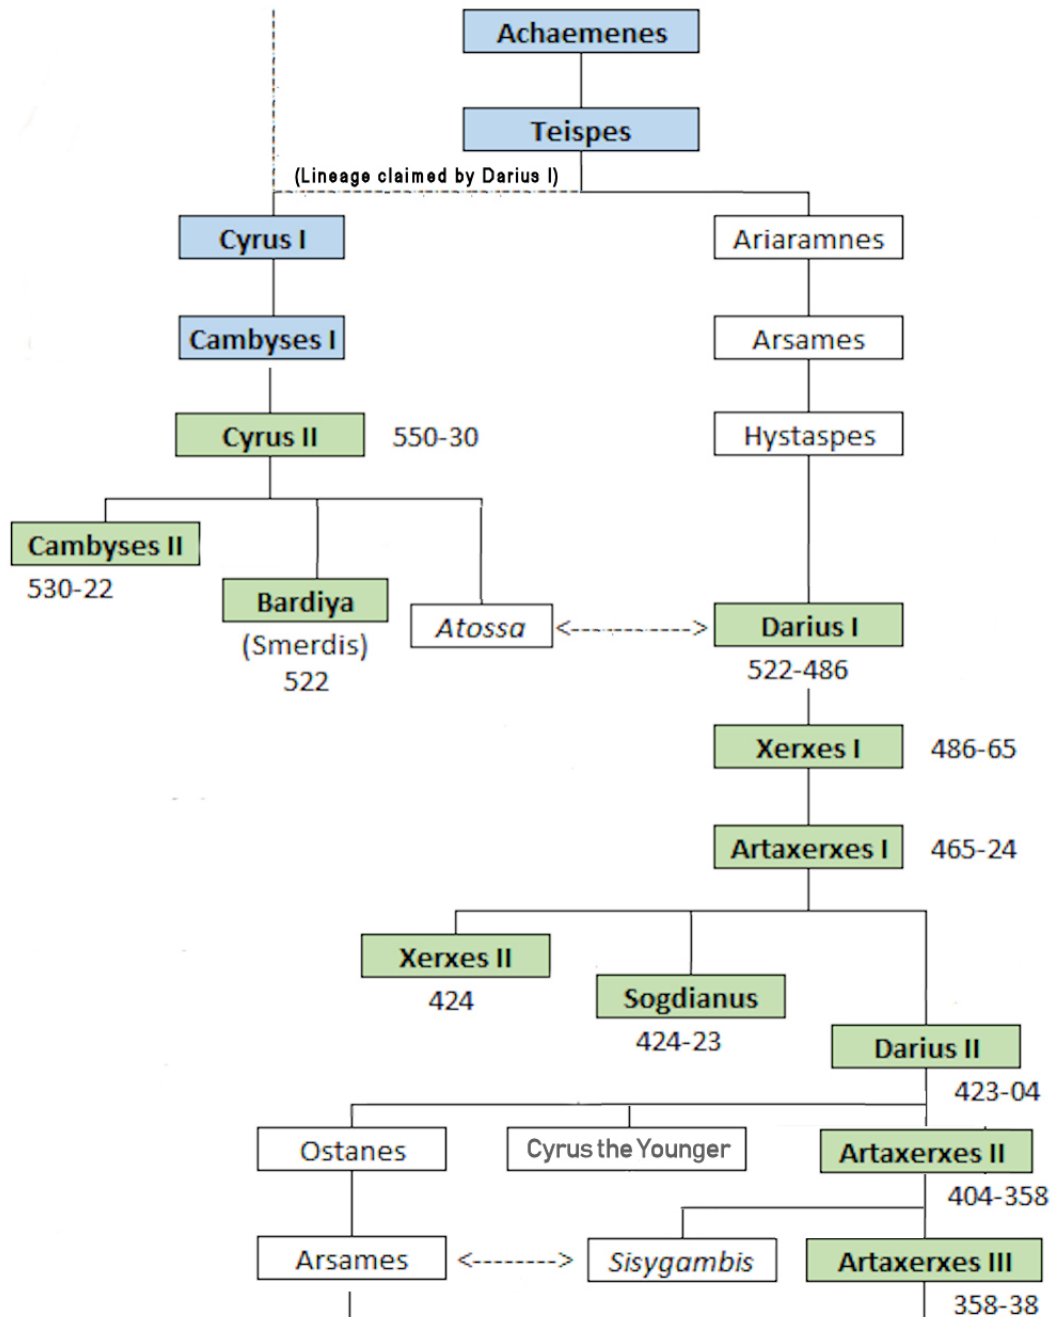 Achaemenes
Teispes
(Lineage claimed by Darius I)
Cyrus I
Ariaramnes
Cambyses I
Arsames
Cyrus II
550-30
Hystaspes
Cambyses II
530-22
Bardiya
(Smerdis)
522
Atossa
<---------->
Darius I
522-486
Xerxes I
486-65
Artaxerxes I
465-24
Xerxes II
424
Sogdianus
424-23
Darius II
423-04
Ostanes
Cyrus the Younger
Artaxerxes II
404-358
Arsames
<-------->
Sisygambis
Artaxerxes III
358-38